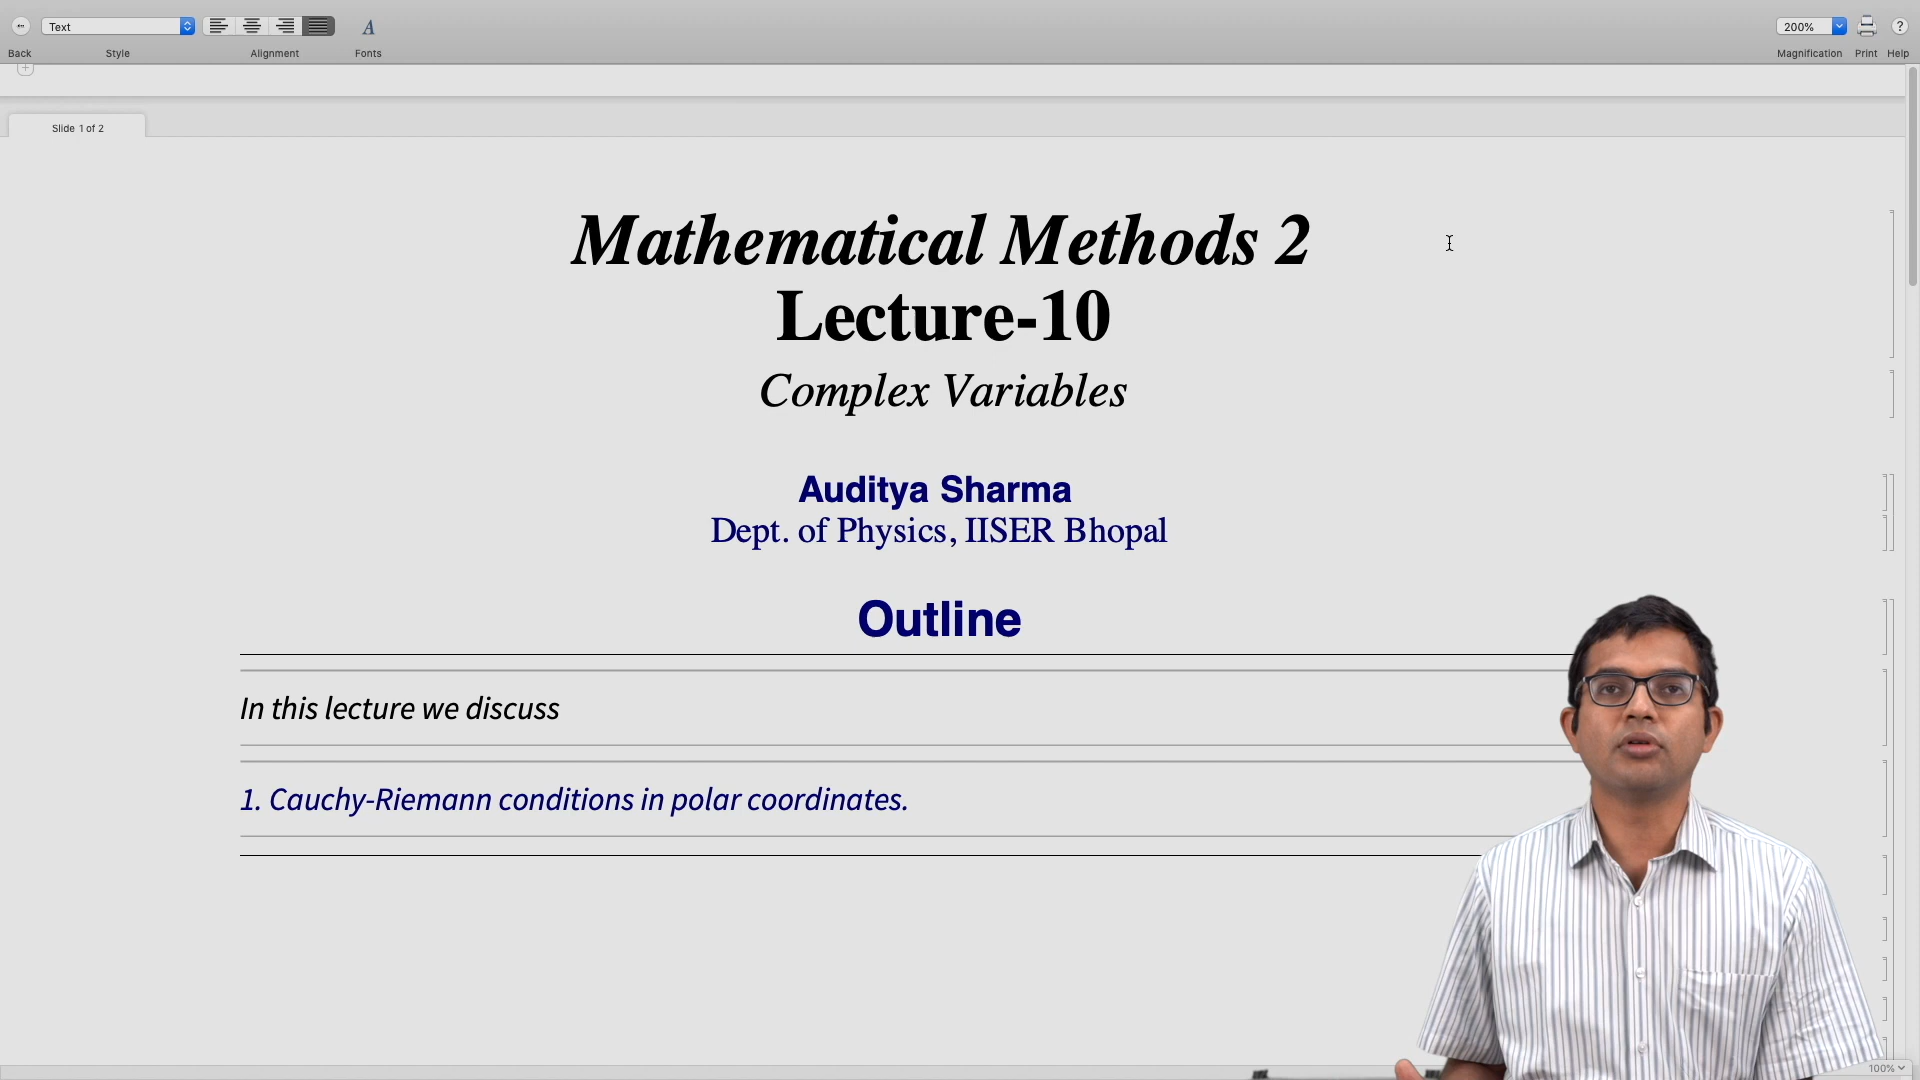 Text
200%
Back
Style
Alignment
Fonts
Magnification
Print
Help
Slide 1 of 2
Mathematical Methods 2
Lecture-10
Complex Variables
Auditya Sharma
Dept. of Physics, IISER Bhopal
Outline
In this lecture we discuss
1. Cauchy-Riemann conditions in polar coordinates.
100%